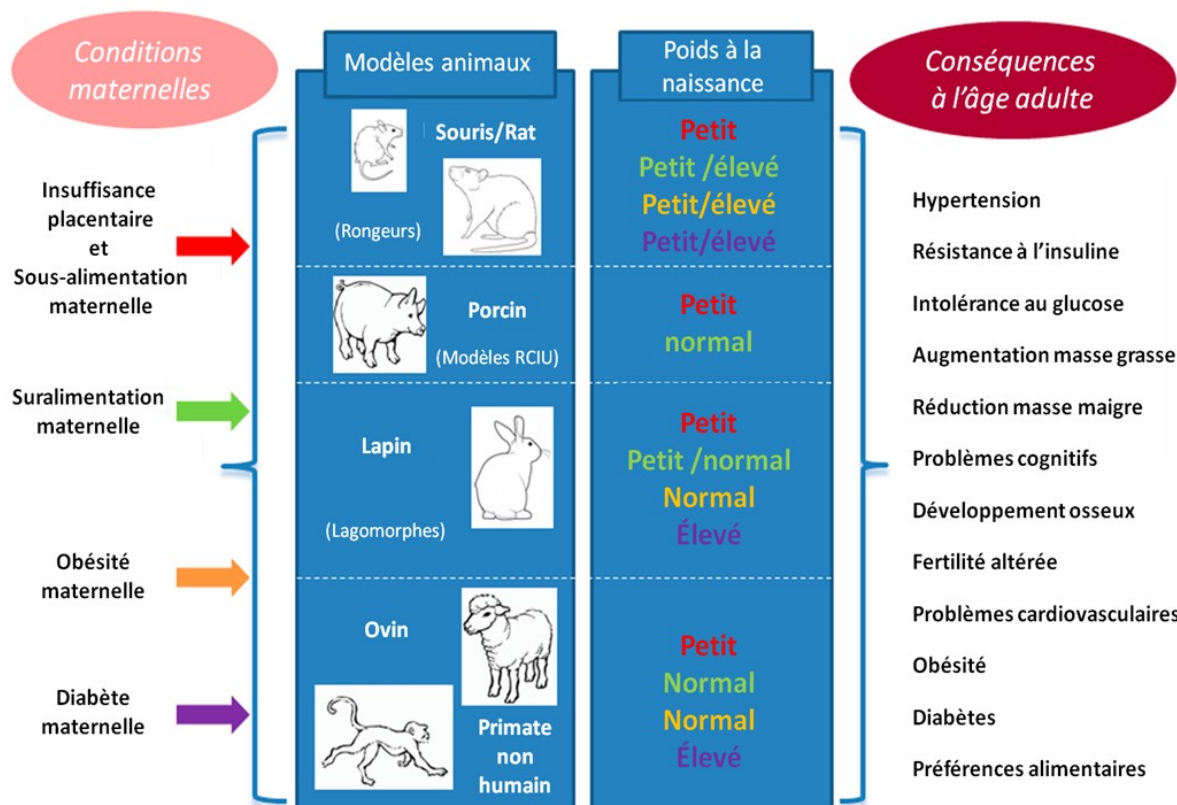 Conditions
maternelles
Insuffisance
placentaire
et
Sous-alimentation
maternelle
Suralimentation
maternelle
Obésité
maternelle
Diabète
maternelle
Modèles animaux
Souris/Rat
(Rongeurs)
Porcin
(Modèles RCIU)
Lapin
(Lagomorphes)
Ovin
Primate
non
humain
Poids à la
naissance
Petit
Petit /élevé
Petit/élevé
Petit/élevé
Petit
normal
Petit
Petit /normal
Normal
Élevé
Petit
Normal
Normal
Élevé
Conséquences
à l’âge adulte
Hypertension
Résistance à l’insuline
Intolérance au glucose
Augmentation masse grasse
Réduction masse maigre
Problèmes cognitifs
Développement osseux
Fertilité altérée
Problèmes cardiovasculaires
Obésité
Diabètes
Préférences alimentaires